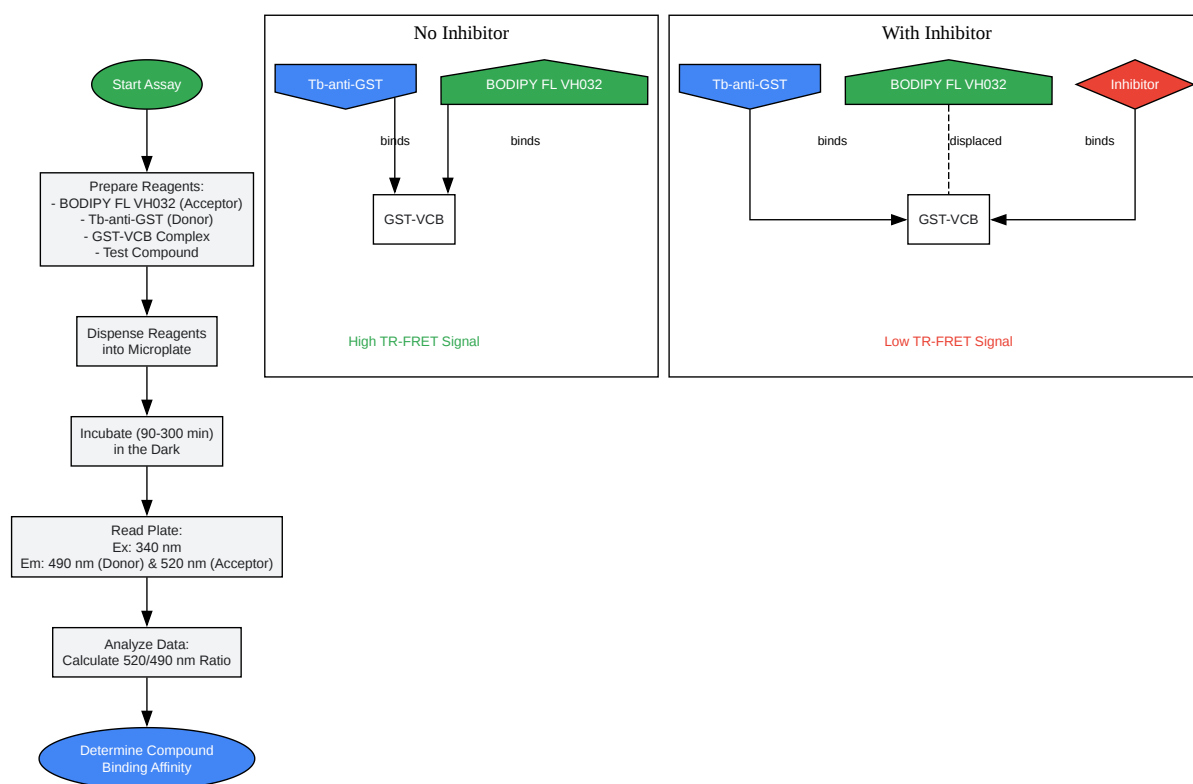 Start Assay
Prepare Reagents:
- BODIPY FL VH032 (Acceptor)
- Tb-anti-GST (Donor)
- GST-VCB Complex
- Test Compound
Dispense Reagents
into Microplate
Incubate (90-300 min)
in the Dark
Read Plate:
Ex: 340 nm
Em: 490 nm (Donor) & 520 nm (Acceptor)
Analyze Data:
Calculate 520/490 nm Ratio
Determine Compound
Binding Affinity
No Inhibitor
Tb-anti-GST
BODIPY FL VH032
binds
binds
GST-VCB
High TR-FRET Signal
With Inhibitor
Tb-anti-GST
BODIPY FL VH032
Inhibitor
binds
displaced
binds
GST-VCB
Low TR-FRET Signal